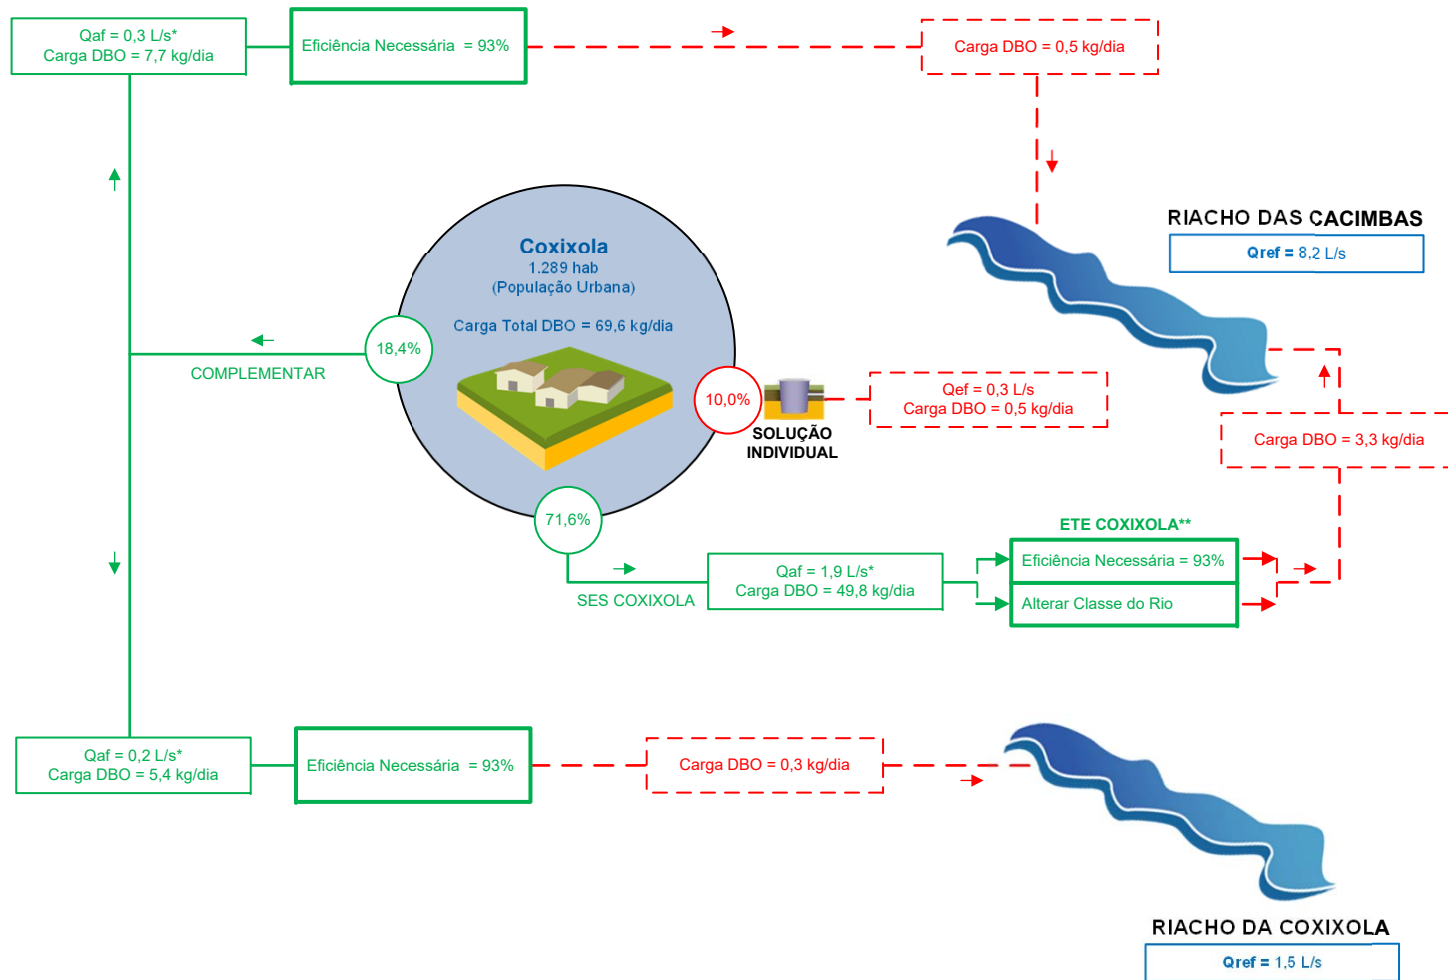 Qaf = 0,3 L/s*
Carga DBO = 7,7 kg/dia
Eficiência Necessária = 93%
Carga DBO = 0,5 kg/dia
RIACHO DAS CACIMBAS
Qref = 8,2 L/s
Coxixola
1.289 hab
(População Urbana)
Carga Total DBO = 69,6 kg/dia
18,4%
COMPLEMENTAR
10,0%
SOLUÇÃO
INDIVIDUAL
Qef = 0,3 L/s
Carga DBO = 0,5 kg/dia
Carga DBO = 3,3 kg/dia
71,6%
SES COXIXOLA
Qaf = 1,9 L/s*
Carga DBO = 49,8 kg/dia
ETE COXIXOLA**
Eficiência Necessária = 93%
Alterar Classe do Rio
Qaf = 0,2 L/s*
Carga DBO = 5,4 kg/dia
Eficiência Necessária = 93%
Carga DBO = 0,3 kg/dia
RIACHO DA COXIXOLA
Qref = 1,5 L/s